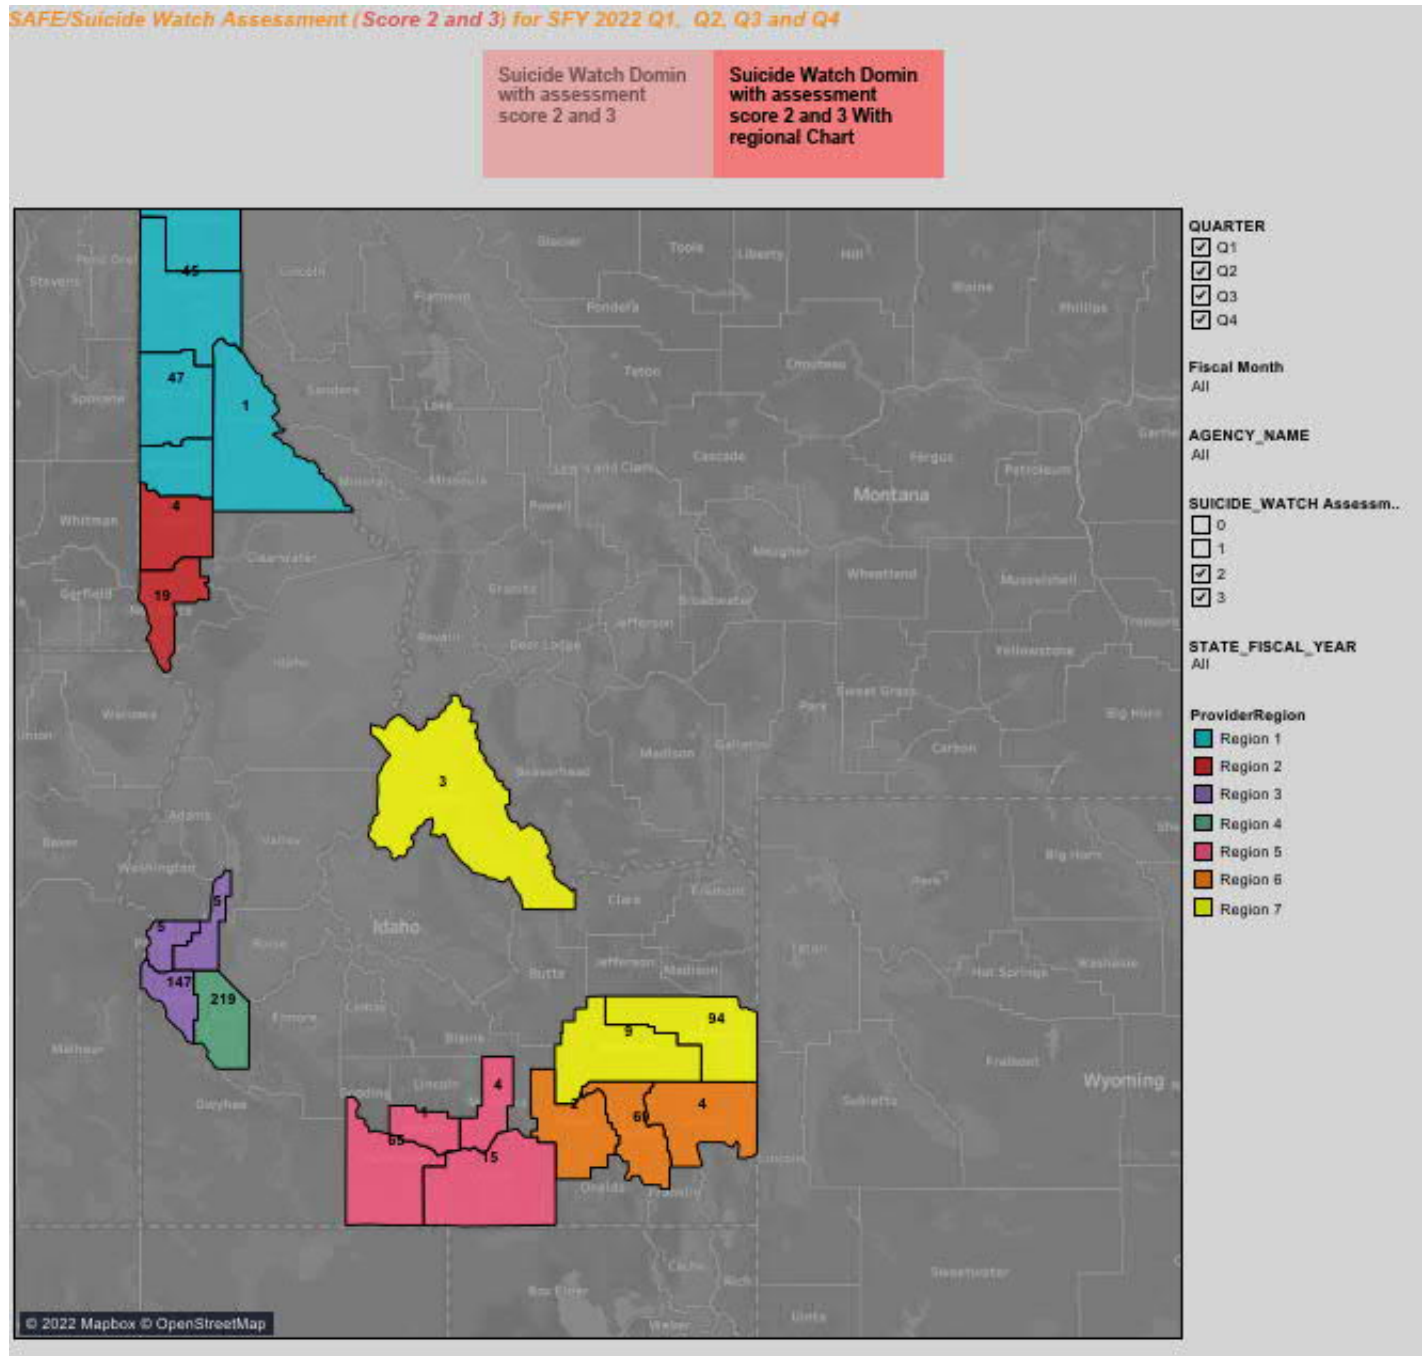 SAFE/Suicide Watch Assessment (Score 2 and 3) for SFY 2022 Q1, Q2, Q3 and Q4
Suicide Watch Domin
with assessment
score 2 and 3
Suicide Watch Domin
with assessment
score 2 and 3 With
regional Chart
QUARTER
Q1
Q2
Q3
Q4
Fiscal Month
All
AGENCY_NAME
All
SUICIDE_WATCH Assessm..
0
1
2
3
STATE_FISCAL_YEAR
All
ProviderRegion
Region 1
Region 2
Region 3
Region 4
Region 5
Region 6
Region 7
Glacier
Toole
Liberty
Hill
Blaine
Phillips
Stevens
Lincoln
45
Flathead
Pondera
Teton
Chouteau
47
1
Spokane
Sanders
Lake
Cascade
Fergus
Petroleum
Missoula
Lewis and Clark
Powell
Montana
4
Whitman
Clearwater
Meagher
Wheatland
Musselshell
Garfield
19
Granite
Broadwater
Jefferson
Ravalli
Deer Lodge
Yellowstone
Idaho
Sweet Grass
Park
Big Horn
Wallowa
Union
Madison
Gallatin
Carbon
3
Beaverhead
Adams
Baker
Valley
Washington
Big Horn
Park
Clark
Fremont
5
5
Idaho
Boise
Butte
Jefferson
Madison
Teton
Hot Springs
Washakie
147
219
Camas
Elmore
Blaine
9
94
Malheur
Fremont
Wyoming
Gooding
Lincoln
4
Owyhee
1
65
15
2
69
4
Sublette
Lincoln
Oneida
Franklin
Cache
Rich
Box Elder
Sweetwater
Weber
Uinta
© 2022 Mapbox © OpenStreetMap